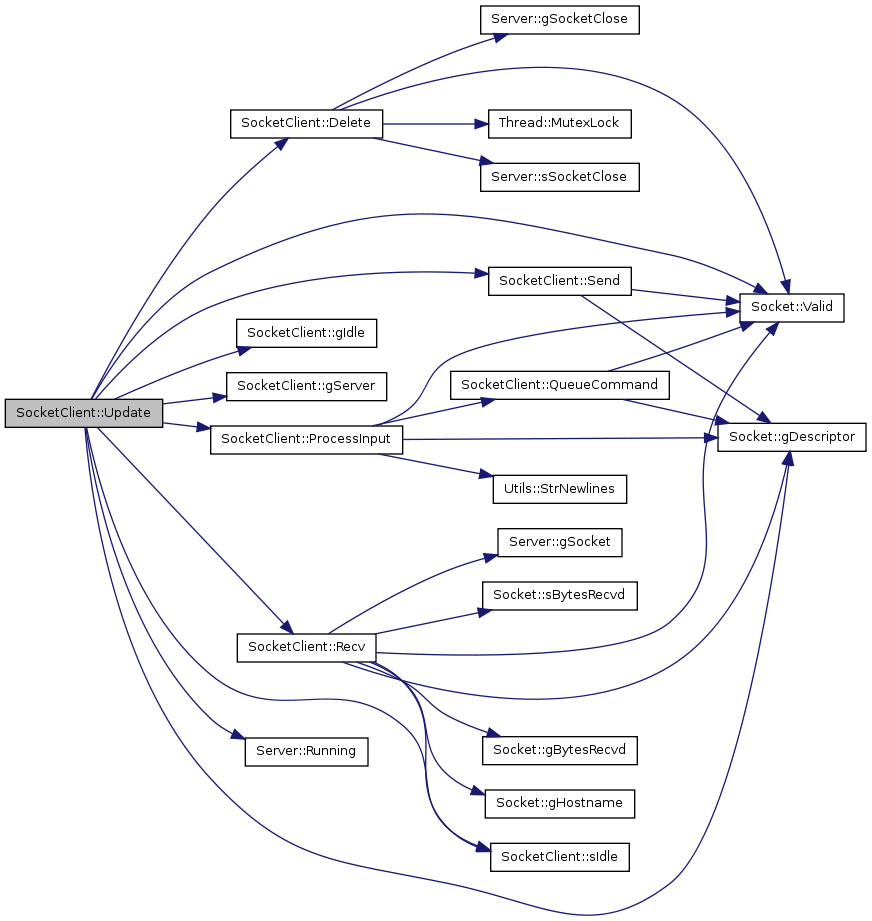 Server::gSocketClose
SocketClient::Delete
Thread::MutexLock
Server::sSocketClose
SocketClient::Send
Socket::Valid
SocketClient::gIdle
SocketClient::gServer
SocketClient::QueueCommand
SocketClient::Update
SocketClient::ProcessInput
Socket::gDescriptor
Utils::StrNewlines
Server::gSocket
Socket::sBytesRecvd
SocketClient::Recv
Server::Running
Socket::gBytesRecvd
Socket::gHostname
SocketClient::sIdle